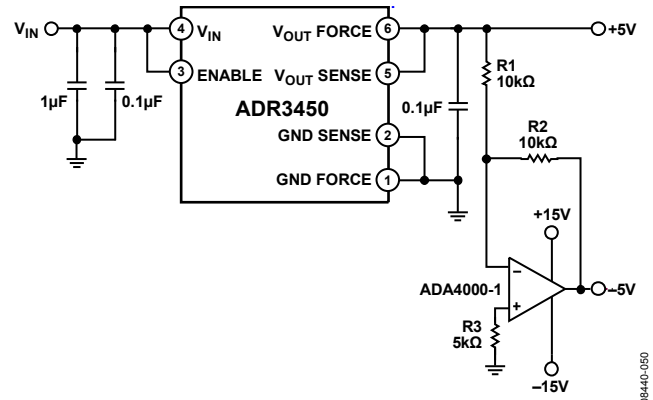 VIN
4
VIN
VOUT FORCE
6
+5V
3
ENABLE
VOUT SENSE
5
R1
10kΩ
1µF
0.1µF
ADR3450
0.1µF
GND SENSE
2
R2
10kΩ
GND FORCE
1
+15V
−
ADA4000-1
–5V
+
R3
5kΩ
–15V
08440-050